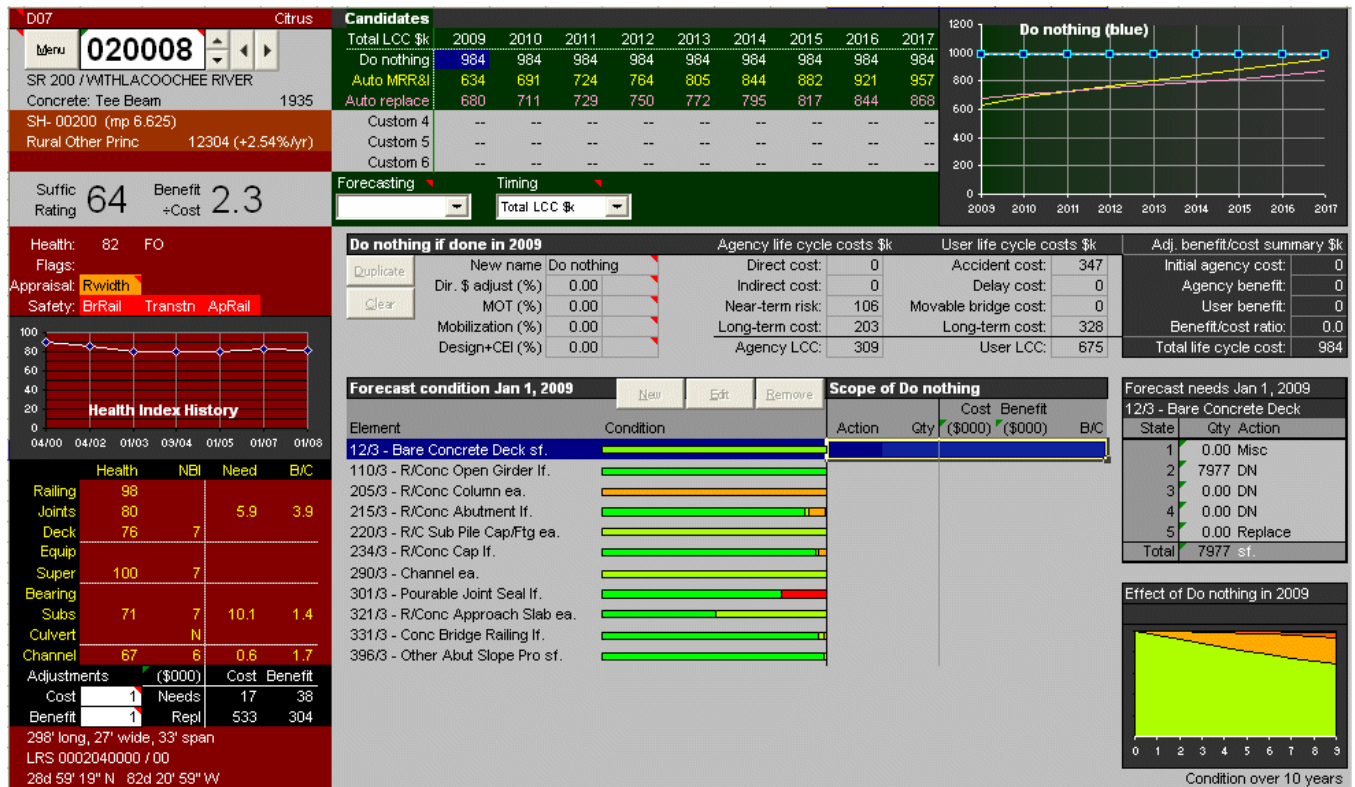 D07 Citrus
Menu 020008
SR 200 / WITHLACOOCHEE RIVER
Concrete: Tee Beam 1935
SH- 00200 (mp 6.625)
Rural Other Princ 12304 (+2.54%/yr)
Suffic Rating 64 Benefit ÷Cost 2.3
Candidates
Total LCC $k 2009 2010 2011 2012 2013 2014 2015 2016 2017
Do nothing 984 984 984 984 984 984 984 984 984
Auto MRR&I 634 691 724 764 805 844 882 921 957
Auto replace 680 711 729 750 772 795 817 844 868
Custom 4 -- -- -- -- -- -- -- -- --
Custom 5 -- -- -- -- -- -- -- -- --
Custom 6 -- -- -- -- -- -- -- -- --
Forecasting Timing
Total LCC $k
Do nothing (blue)
1200
1000
800
600
400
200
0
2009 2010 2011 2012 2013 2014 2015 2016 2017
Health: 82 FO
Flags:
Appraisal: Rwidth
Safety: BrRail Transtn ApRail
100
80
60
40
20
0
Health Index History
04/00 04/02 01/03 03/04 01/05 01/07 01/08
Health NBI Need B/C
Railing 98
Joints 80 5.9 3.9
Deck 76 7
Equip
Super 100 7
Bearing
Subs 71 7 10.1 1.4
Culvert N
Channel 67 6 0.6 1.7
Adjustments ($000) Cost Benefit
Cost 1 Needs 17 38
Benefit 1 Repl 533 304
298' long, 27' wide, 33' span
LRS 0002040000 / 00
28d 59' 19" N 82d 20' 59" W
Do nothing if done in 2009
Duplicate
Clear
New name Do nothing
Dir. $ adjust (%) 0.00
MOT (%) 0.00
Mobilization (%) 0.00
Design+CEI (%) 0.00
Agency life cycle costs $k
Direct cost: 0
Indirect cost: 0
Near-term risk: 106
Long-term cost: 203
Agency LCC: 309
User life cycle costs $k
Accident cost: 347
Delay cost: 0
Movable bridge cost: 0
Long-term cost: 328
User LCC: 675
Adj. benefit/cost summary $k
Initial agency cost: 0
Agency benefit: 0
User benefit: 0
Benefit/cost ratio: 0.0
Total life cycle cost: 984
Forecast condition Jan 1, 2009 New Edit Remove
Element Condition
12/3 - Bare Concrete Deck sf.
110/3 - R/Conc Open Girder lf.
205/3 - R/Conc Column ea.
215/3 - R/Conc Abutment lf.
220/3 - R/C Sub Pile Cap/Ftg ea.
234/3 - R/Conc Cap lf.
290/3 - Channel ea.
301/3 - Pourable Joint Seal lf.
321/3 - R/Conc Approach Slab ea.
331/3 - Conc Bridge Railing lf.
396/3 - Other Abut Slope Pro sf.
Scope of Do nothing
Cost Benefit
Action Qty ($000) ($000) B/C
Forecast needs Jan 1, 2009
12/3 - Bare Concrete Deck
State Qty Action
1 0.00 Misc
2 7977 DN
3 0.00 DN
4 0.00 DN
5 0.00 Replace
Total 7977 sf.
Effect of Do nothing in 2009
0 1 2 3 4 5 6 7 8 9
Condition over 10 years